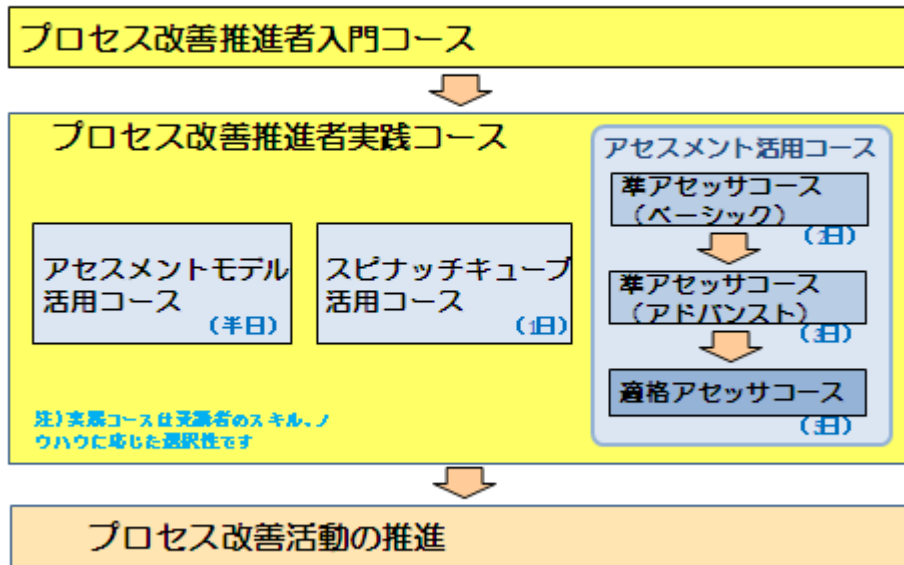 プロセス改善推進者入門コース
プロセス改善推進者実践コース
アセスメントモデル
活用コース
(半日)
スピナッチキューブ
活用コース
(1日)
アセスメント活用コース
準アセッサコース
(ベーシック)
(2日)
準アセッサコース
(アドバンスト)
(3日)
適格アセッサコース
(5日)
注)実践コースは受講者のスキル、ノ
ウハウに応じた選択性です
プロセス改善活動の推進